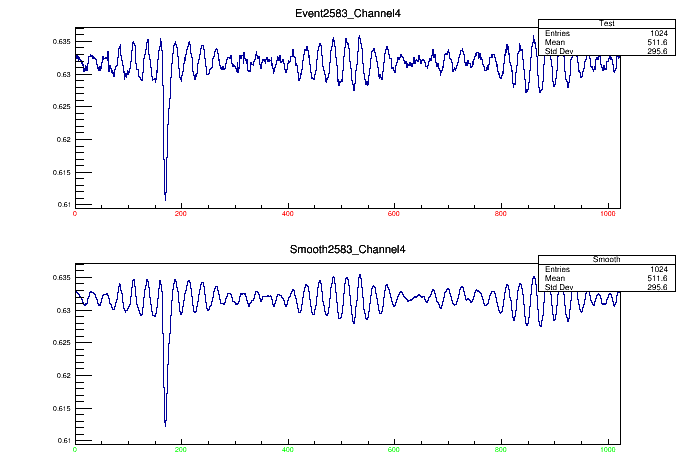 Event2583_Channel4
Test
Entries 1024
Mean 511.6
Std Dev 295.6
0.635
0.63
0.625
0.62
0.615
0.61
0 200 400 600 800 1000
Smooth2583_Channel4
Smooth
Entries 1024
Mean 511.6
Std Dev 295.6
0.635
0.63
0.625
0.62
0.615
0.61
0 200 400 600 800 1000